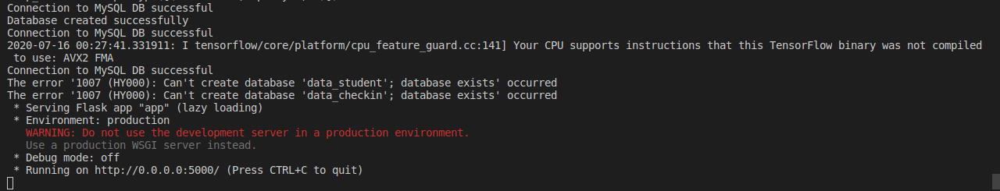 Connection to MySQL DB successful
Database created successfully
Connection to MySQL DB successful
2020-07-16 00:27:41.331911: I tensorflow/core/platform/cpu_feature_guard.cc:141] Your CPU supports instructions that this TensorFlow binary was not compiled
to use: AVX2 FMA
Connection to MySQL DB successful
The error '1007 (HY000): Can't create database 'data_student'; database exists' occurred
The error '1007 (HY000): Can't create database 'data_checkin'; database exists' occurred
* Serving Flask app "app" (lazy loading)
* Environment: production
WARNING: Do not use the development server in a production environment.
Use a production WSGI server instead.
* Debug mode: off
* Running on http://0.0.0.0:5000/ (Press CTRL+C to quit)